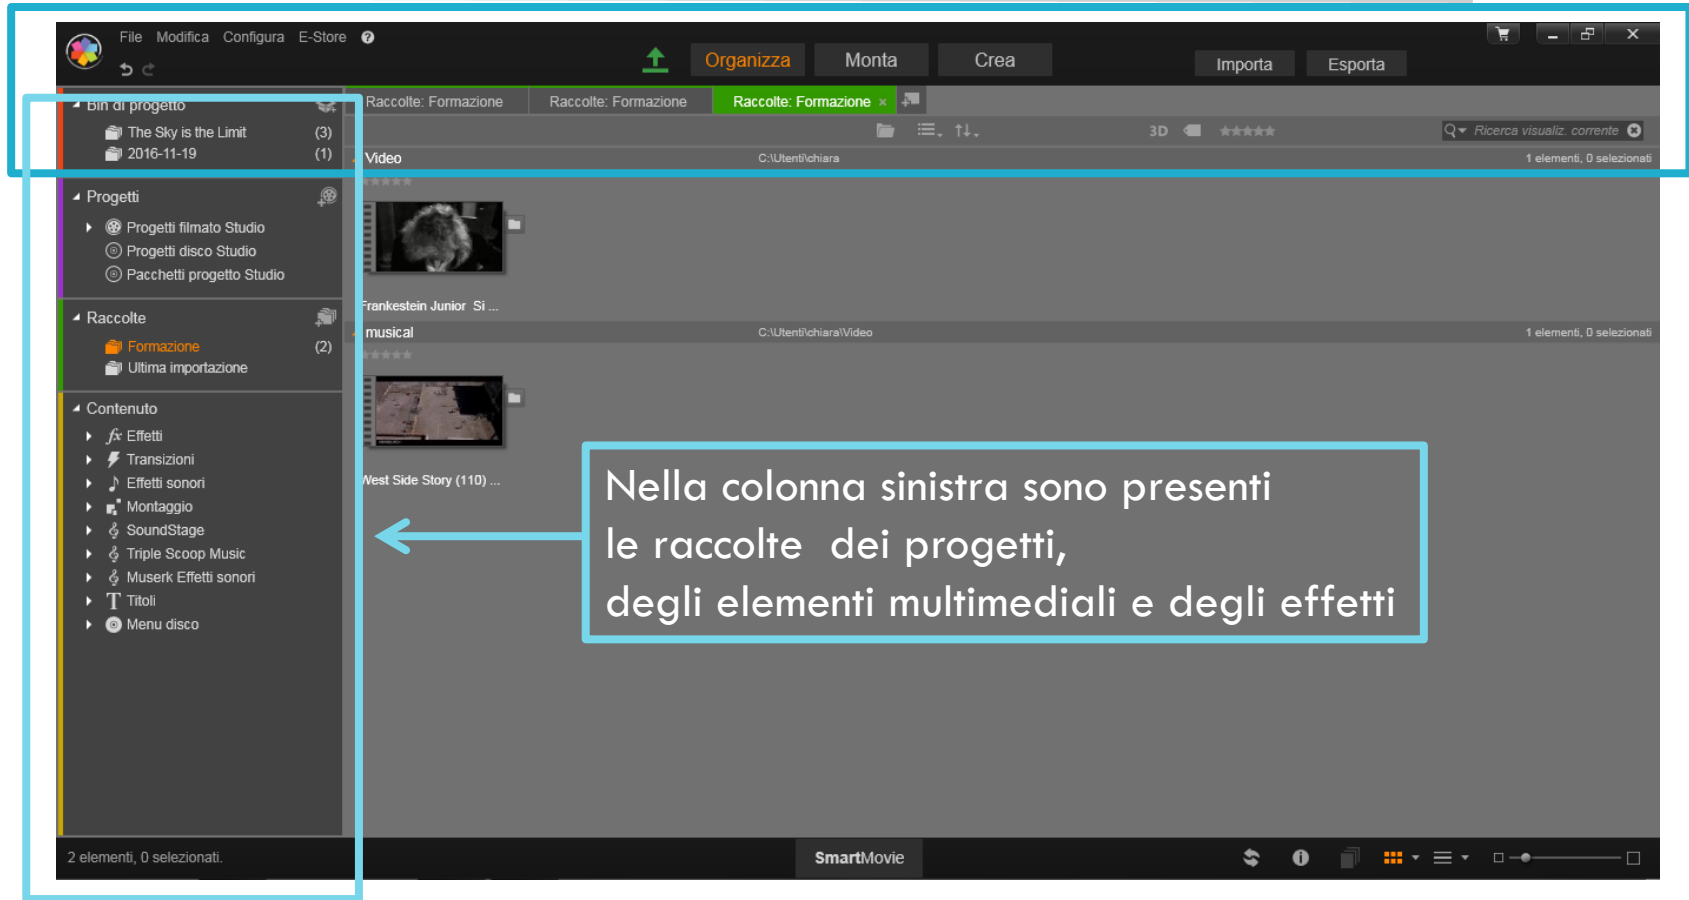 File Modifica Configura E-Store ?
Organizza Monta Crea Importa Esporta
Bin di progetto
The Sky is the Limit (3)
2016-11-19 (1)
Progetti
Progetti filmato Studio
Progetti disco Studio
Pacchetti progetto Studio
Raccolte
Formazione (2)
Ultima importazione
Contenuto
fx Effetti
Transizioni
Effetti sonori
Montaggio
SoundStage
Triple Scoop Music
Muserk Effetti sonori
T Titoli
Menu disco
Raccolte: Formazione Raccolte: Formazione Raccolte: Formazione ×
3D Ricerca visualiz. corrente
Video C:\Utenti\chiara 1 elementi, 0 selezionati
Frankestein Junior Si ...
musical C:\Utenti\chiara\Video 1 elementi, 0 selezionati
West Side Story (110) ...
Nella colonna sinistra sono presenti
le raccolte dei progetti,
degli elementi multimediali e degli effetti
2 elementi, 0 selezionati.
SmartMovie